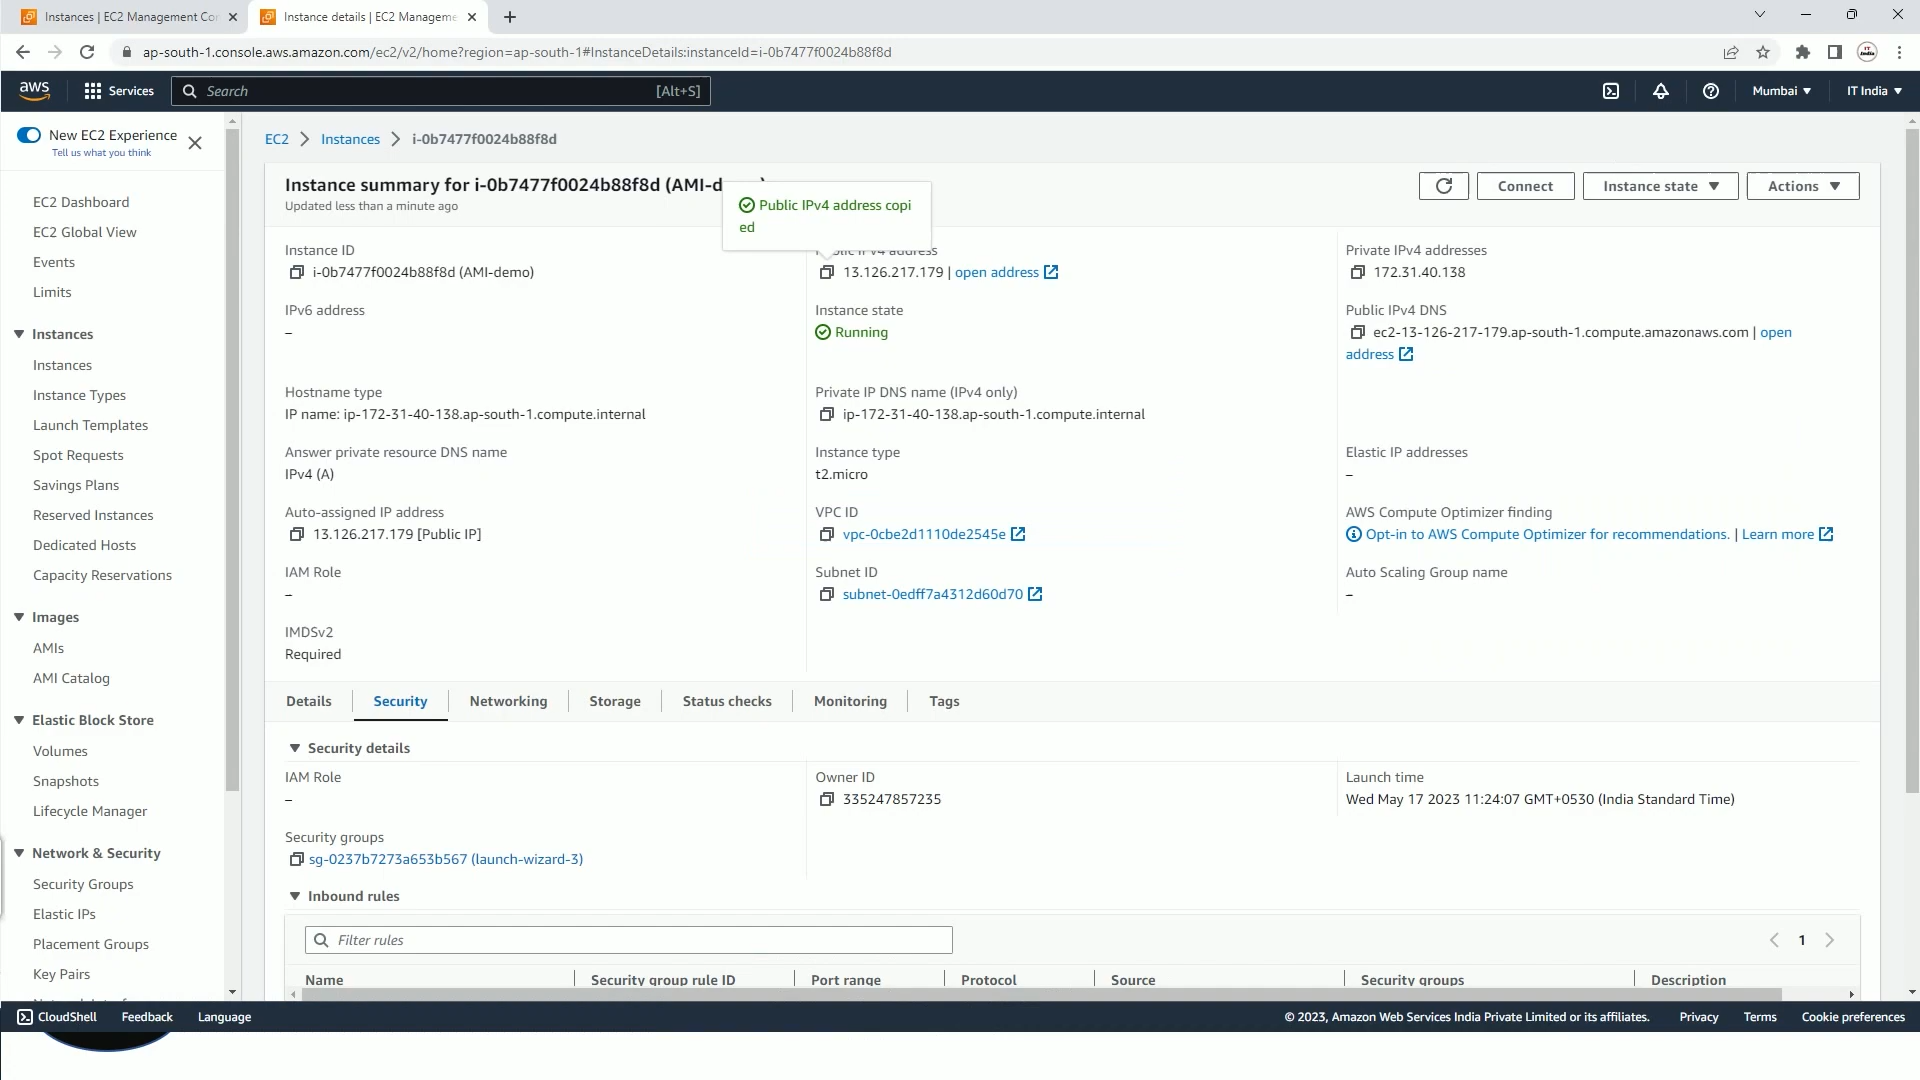 Instances | EC2 Management Con
Instance details | EC2 Manageme
ap-south-1.console.aws.amazon.com/ec2/v2/home?region=ap-south-1#InstanceDetails:instanceId=i-0b7477f0024b88f8d
aws
Services
Search
[Alt+S]
Mumbai
IT India
New EC2 Experience
Tell us what you think
EC2 Dashboard
EC2 Global View
Events
Limits
Instances
Instances
Instance Types
Launch Templates
Spot Requests
Savings Plans
Reserved Instances
Dedicated Hosts
Capacity Reservations
Images
AMIs
AMI Catalog
Elastic Block Store
Volumes
Snapshots
Lifecycle Manager
Network & Security
Security Groups
Elastic IPs
Placement Groups
Key Pairs
EC2 > Instances > i-0b7477f0024b88f8d
Instance summary for i-0b7477f0024b88f8d (AMI-d
Updated less than a minute ago
Connect
Instance state
Actions
Public IPv4 address copi
ed
Instance ID
i-0b7477f0024b88f8d (AMI-demo)
Public IPv4 address
13.126.217.179 | open address
Private IPv4 addresses
172.31.40.138
IPv6 address
–
Instance state
Running
Public IPv4 DNS
ec2-13-126-217-179.ap-south-1.compute.amazonaws.com | open
address
Hostname type
IP name: ip-172-31-40-138.ap-south-1.compute.internal
Private IP DNS name (IPv4 only)
ip-172-31-40-138.ap-south-1.compute.internal
Answer private resource DNS name
IPv4 (A)
Instance type
t2.micro
Elastic IP addresses
–
Auto-assigned IP address
13.126.217.179 [Public IP]
VPC ID
vpc-0cbe2d1110de2545e
AWS Compute Optimizer finding
Opt-in to AWS Compute Optimizer for recommendations. | Learn more
IAM Role
–
Subnet ID
subnet-0edff7a4312d60d70
Auto Scaling Group name
–
IMDSv2
Required
Details
Security
Networking
Storage
Status checks
Monitoring
Tags
Security details
IAM Role
–
Owner ID
335247857235
Launch time
Wed May 17 2023 11:24:07 GMT+0530 (India Standard Time)
Security groups
sg-0237b7273a653b567 (launch-wizard-3)
Inbound rules
Filter rules
1
Name
Security group rule ID
Port range
Protocol
Source
Security groups
Description
CloudShell
Feedback
Language
© 2023, Amazon Web Services India Private Limited or its affiliates.
Privacy
Terms
Cookie preferences